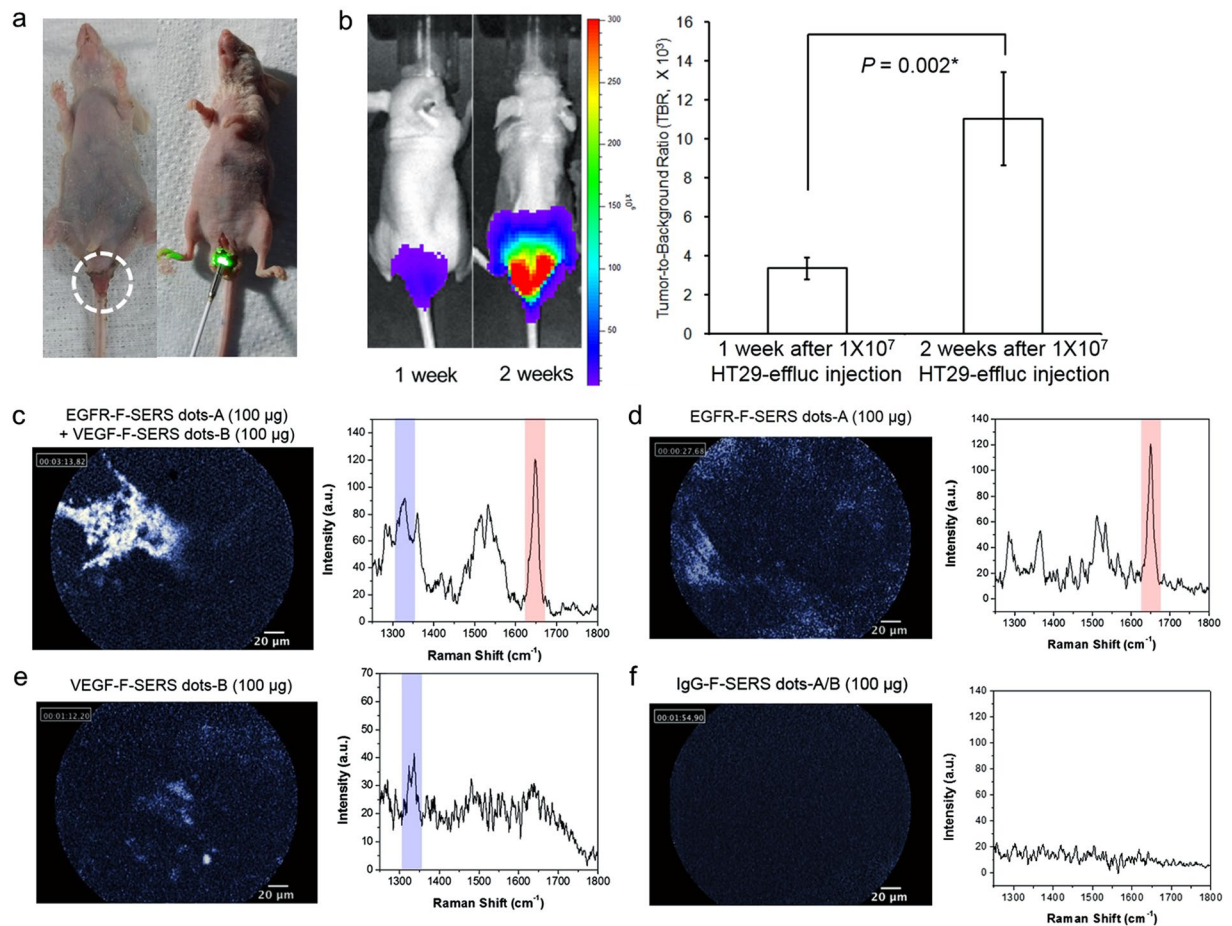 a
b
300
250
200
150
100
50
x10⁶
1 week
2 weeks
Tumor-to-Background Ratio (TBR, X 10³)
16
14
12
10
8
6
4
2
0
P = 0.002*
1 week after 1X10⁷
HT29-effluc injection
2 weeks after 1X10⁷
HT29-effluc injection
c
EGFR-F-SERS dots-A (100 µg)
+ VEGF-F-SERS dots-B (100 µg)
00:03:13,82
20 µm
Intensity (a.u.)
140
120
100
80
60
40
20
0
1300 1400 1500 1600 1700 1800
Raman Shift (cm⁻¹)
d
EGFR-F-SERS dots-A (100 µg)
00:00:27,68
20 µm
Intensity (a.u.)
140
120
100
80
60
40
20
0
1300 1400 1500 1600 1700 1800
Raman Shift (cm⁻¹)
e
VEGF-F-SERS dots-B (100 µg)
00:01:12,20
20 µm
Intensity (a.u.)
70
60
50
40
30
20
10
0
1300 1400 1500 1600 1700 1800
Raman Shift (cm⁻¹)
f
IgG-F-SERS dots-A/B (100 µg)
00:01:54,90
20 µm
Intensity (a.u.)
140
120
100
80
60
40
20
0
1300 1400 1500 1600 1700 1800
Raman Shift (cm⁻¹)